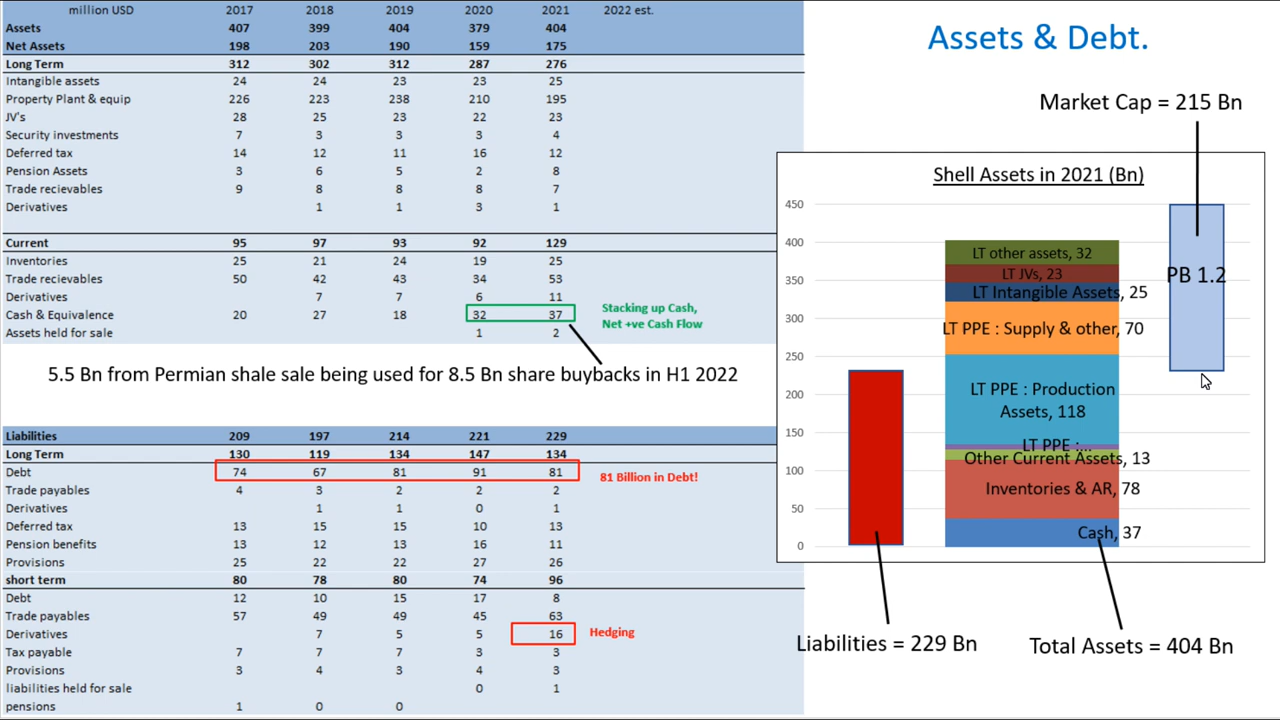 million USD 2017 2018 2019 2020 2021 2022 est.
Assets 407 399 404 379 404
Net Assets 198 203 190 159 175
Long Term 312 302 312 287 276
Intangible assets 24 24 23 23 25
Property Plant & equip 226 223 238 210 195
JV's 28 25 23 22 23
Security investments 7 3 3 3 4
Deferred tax 14 12 11 16 12
Pension Assets 3 6 5 2 8
Trade recievables 9 8 8 8 7
Derivatives 1 1 3 1
Current 95 97 93 92 129
Inventories 25 21 24 19 25
Trade recievables 50 42 43 34 53
Derivatives 7 7 6 11
Cash & Equivalence 20 27 18 32 37
Assets held for sale 1 2
Stacking up Cash,
Net +ve Cash Flow
5.5 Bn from Permian shale sale being used for 8.5 Bn share buybacks in H1 2022
Liabilities 209 197 214 221 229
Long Term 130 119 134 147 134
Debt 74 67 81 91 81
81 Billion in Debt!
Trade payables 4 3 2 2 2
Derivatives 1 1 0 1
Deferred tax 13 15 15 10 13
Pension benefits 13 12 13 16 11
Provisions 25 22 22 27 26
short term 80 78 80 74 96
Debt 12 10 15 17 8
Trade payables 57 49 49 45 63
Derivatives 7 5 5 16
Hedging
Tax payable 7 7 7 3 3
Provisions 3 4 3 4 3
liabilities held for sale 0 1
pensions 1 0 0
Assets & Debt.
Market Cap = 215 Bn
Shell Assets in 2021 (Bn)
450
400
350
300
250
200
150
100
50
0
LT other assets, 32
LT JVs, 23
LT Intangible Assets, 25
LT PPE : Supply & other, 70
LT PPE : Production
Assets, 118
LT PPE :...
Other Current Assets, 13
Inventories & AR, 78
Cash, 37
PB 1.2
Liabilities = 229 Bn
Total Assets = 404 Bn